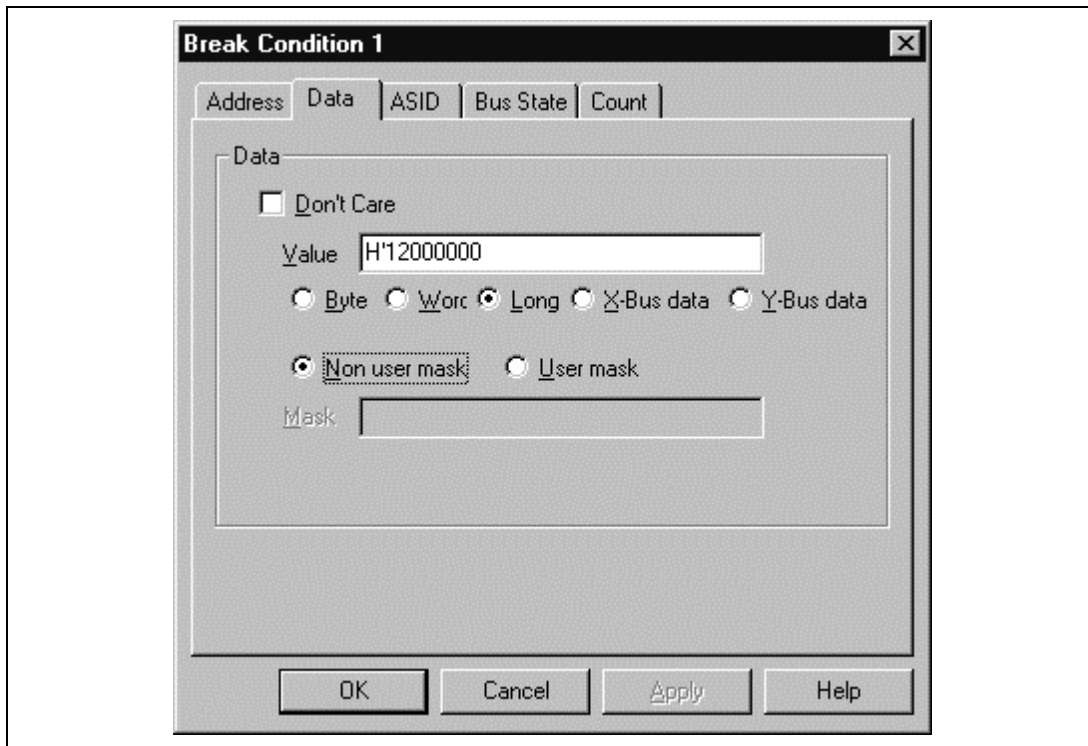 Break Condition 1
Address Data ASID Bus State Count
Data
Don't Care
Value H'12000000
Byte Worc Long X-Bus data Y-Bus data
Non user mask User mask
Mask
OK Cancel Apply Help